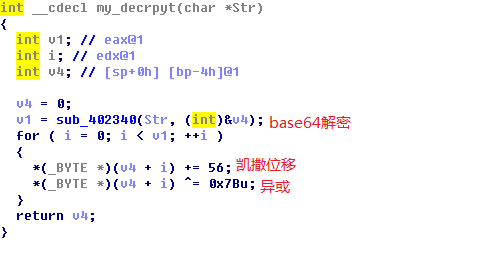 int __cdecl my_decrpyt(char *Str)
{
int v1; // eax@1
int i; // edx@1
int v4; // [sp+0h] [bp-4h]@1
v4 = 0;
v1 = sub_402340(Str, (int)&v4); base64解密
for ( i = 0; i < v1; ++i )
{
*(_BYTE *)(v4 + i) += 56; 凯撒位移
*(_BYTE *)(v4 + i) ^= 0x7Bu; 异或
}
return v4;
}